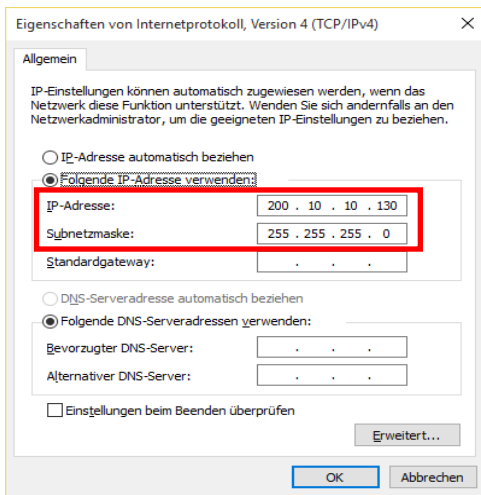 Eigenschaften von Internetprotokoll, Version 4 (TCP/IPv4)
Allgemein
IP-Einstellungen können automatisch zugewiesen werden, wenn das
Netzwerk diese Funktion unterstützt. Wenden Sie sich andernfalls an den
Netzwerkadministrator, um die geeigneten IP-Einstellungen zu beziehen.
IP-Adresse automatisch beziehen
Folgende IP-Adresse verwenden:
IP-Adresse: 200 . 10 . 10 . 130
Subnetzmaske: 255 . 255 . 255 . 0
Standardgateway: . . .
DNS-Serveradresse automatisch beziehen
Folgende DNS-Serveradressen verwenden:
Bevorzugter DNS-Server: . . .
Alternativer DNS-Server: . . .
Einstellungen beim Beenden überprüfen
Erweitert...
OK Abbrechen